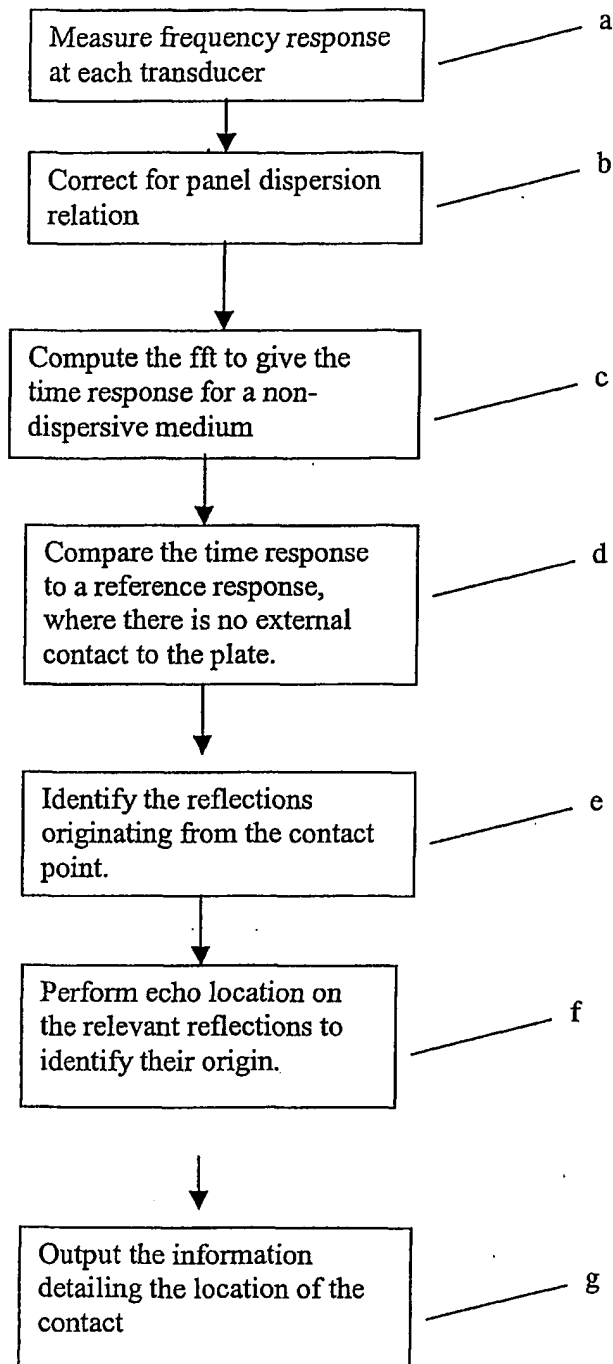 Measure frequency response
at each transducer
a
Correct for panel dispersion
relation
b
Compute the fft to give the
time response for a non-
dispersive medium
c
Compare the time response
to a reference response,
where there is no external
contact to the plate.
d
Identify the reflections
originating from the contact
point.
e
Perform echo location on
the relevant reflections to
identify their origin.
f
Output the information
detailing the location of the
contact
g